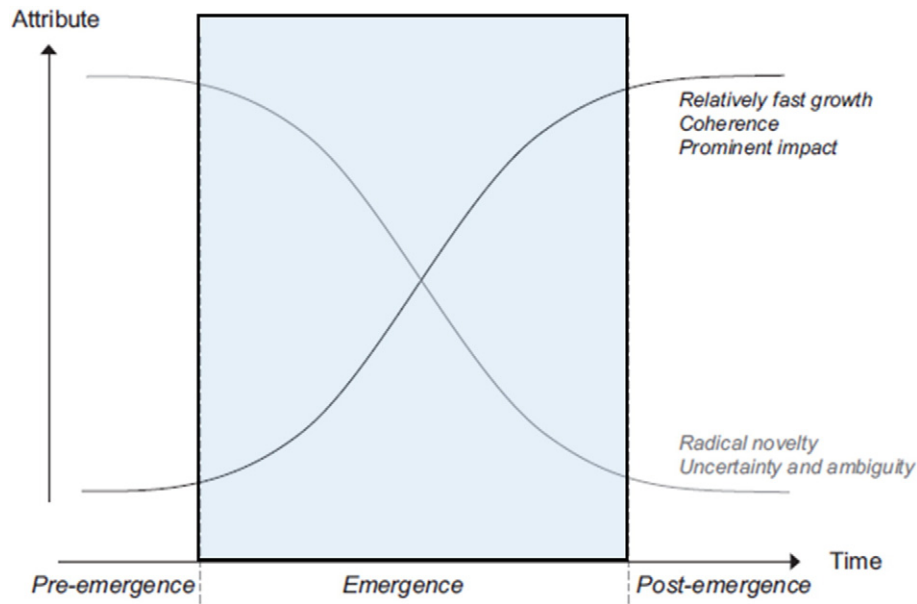 Attribute
Relatively fast growth
Coherence
Prominent impact
Radical novelty
Uncertainty and ambiguity
Time
Pre-emergence
Emergence
Post-emergence